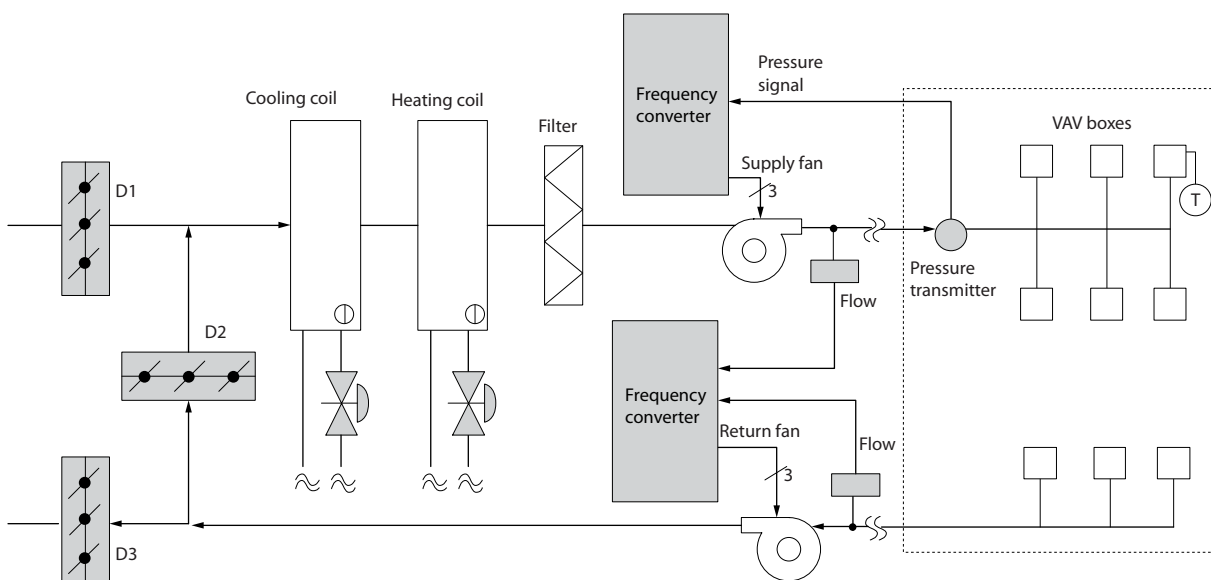 Pressure
signal
Cooling coil
Heating coil
Frequency
converter
Filter
VAV boxes
D1
Supply fan
3
T
Pressure
transmitter
Flow
D2
Frequency
converter
Return fan
Flow
3
D3